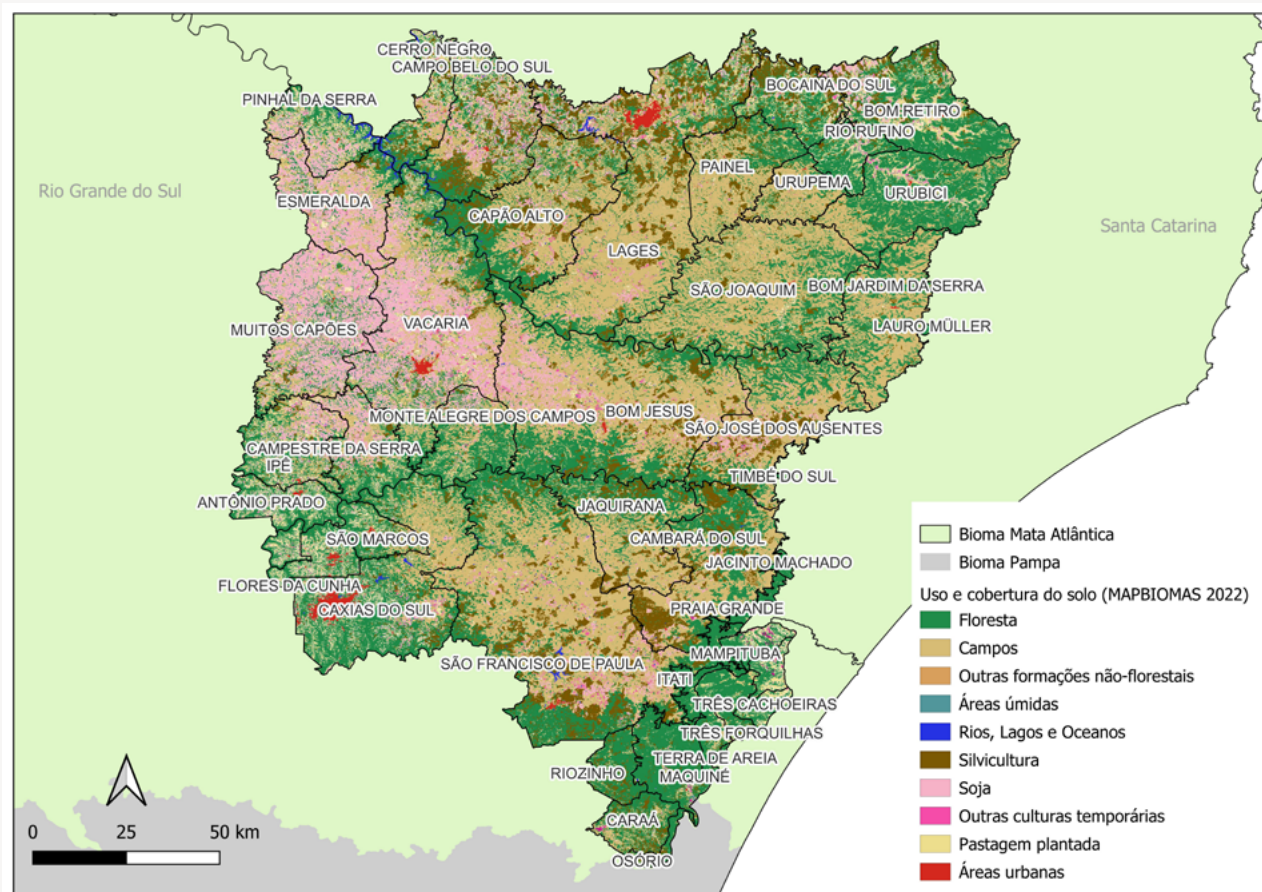 CERRO NEGRO
CAMPO BELO DO SUL
BOCAINA DO SUL
PINHAL DA SERRA
BOM RETIRO
RIO RUFINO
PAINEL
URUPEMA
Rio Grande do Sul
URUBICI
ESMERALDA
CAPÃO ALTO
Santa Catarina
LAGES
SÃO JOAQUIM
BOM JARDIM DA SERRA
MUITOS CAPÕES
VACARIA
LAURO MÜLLER
MONTE ALEGRE DOS CAMPOS
BOM JESUS
SÃO JOSÉ DOS AUSENTES
CAMPESTRE DA SERRA
IPÊ
TIMBÉ DO SUL
ANTÔNIO PRADO
JAQUIRANA
SÃO MARCOS
CAMBARÁ DO SUL
JACINTO MACHADO
FLORES DA CUNHA
CAXIAS DO SUL
PRAIA GRANDE
MAMPITUBA
SÃO FRANCISCO DE PAULA
ITATI
TRÊS CACHOEIRAS
TRÊS FORQUILHAS
TERRA DE AREIA
RIOZINHO
MAQUINÉ
CARAÁ
OSÓRIO
0 25 50 km
Bioma Mata Atlântica
Bioma Pampa
Uso e cobertura do solo (MAPBIOMAS 2022)
Floresta
Campos
Outras formações não-florestais
Áreas úmidas
Rios, Lagos e Oceanos
Silvicultura
Soja
Outras culturas temporárias
Pastagem plantada
Áreas urbanas